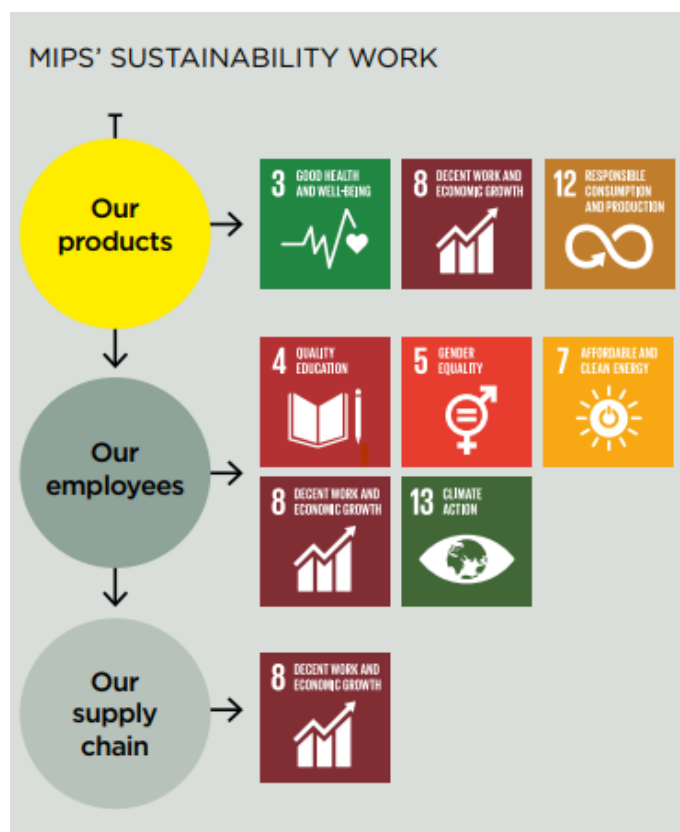 MIPS' SUSTAINABILITY WORK
Our
products
3 GOOD HEALTH
AND WELL-BEING
8 DECENT WORK AND
ECONOMIC GROWTH
12 RESPONSIBLE
CONSUMPTION
AND PRODUCTION
Our
employees
4 QUALITY
EDUCATION
5 GENDER
EQUALITY
7 AFFORDABLE AND
CLEAN ENERGY
8 DECENT WORK AND
ECONOMIC GROWTH
13 CLIMATE
ACTION
Our
supply
chain
8 DECENT WORK AND
ECONOMIC GROWTH